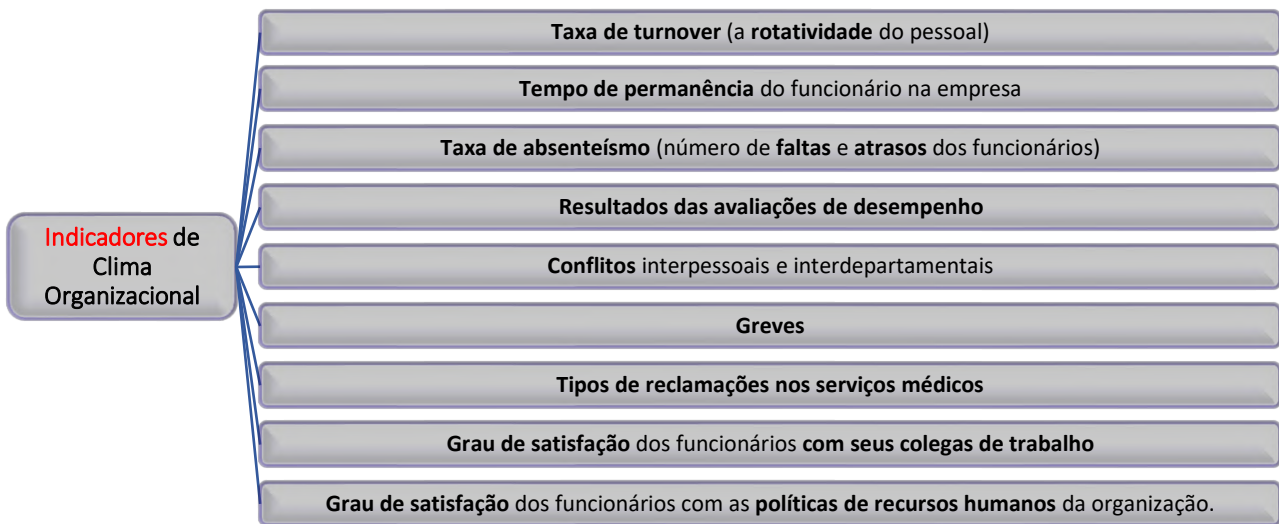 Taxa de turnover (a rotatividade do pessoal)
Tempo de permanência do funcionário na empresa
Taxa de absenteísmo (número de faltas e atrasos dos funcionários)
Resultados das avaliações de desempenho
Indicadores de
Clima
Organizacional
Conflitos interpessoais e interdepartamentais
Greves
Tipos de reclamações nos serviços médicos
Grau de satisfação dos funcionários com seus colegas de trabalho
Grau de satisfação dos funcionários com as políticas de recursos humanos da organização.